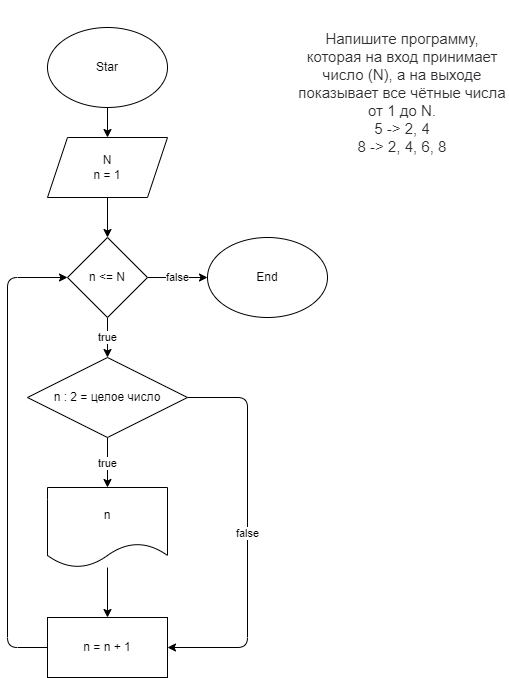 Star
N
n = 1
n <= N
false
End
true
n : 2 = целое число
true
n
false
n = n + 1
Напишите программу,
которая на вход принимает
число (N), а на выходе
показывает все чётные числа
от 1 до N.
5 -> 2, 4
8 -> 2, 4, 6, 8